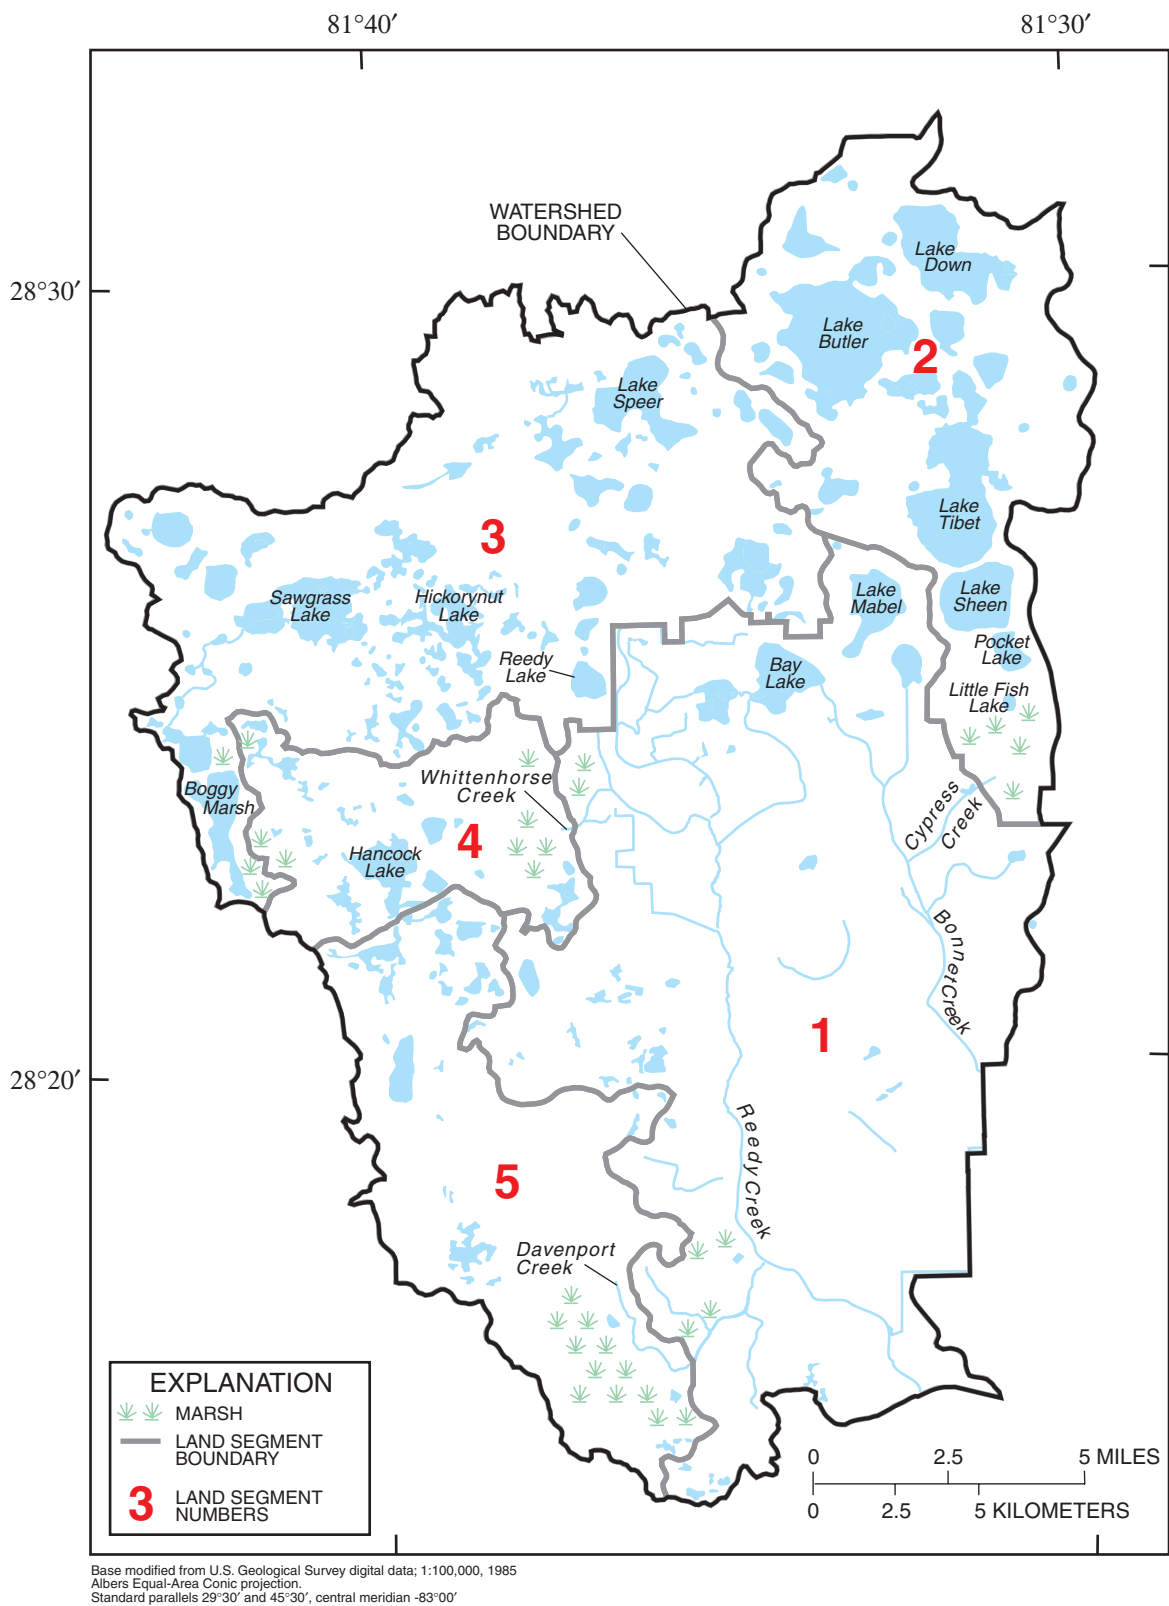 81°40′
81°30′
WATERSHED
BOUNDARY
28°30′
Lake
Down
Lake
Butler
2
Lake
Speer
3
Lake
Tibet
Sawgrass
Lake
Hickorynut
Lake
Lake
Mabel
Lake
Sheen
Reedy
Lake
Bay
Lake
Pocket
Lake
Little Fish
Lake
Boggy
Marsh
Whittenhorse
Creek
4
Hancock
Lake
Cypress
Creek
Bonnet Creek
1
28°20′
Reedy Creek
5
Davenport
Creek
EXPLANATION
MARSH
LAND SEGMENT
BOUNDARY
3
LAND SEGMENT
NUMBERS
0 2.5 5 MILES
0 2.5 5 KILOMETERS
Base modified from U.S. Geological Survey digital data; 1:100,000, 1985
Albers Equal-Area Conic projection.
Standard parallels 29°30′ and 45°30′, central meridian -83°00′